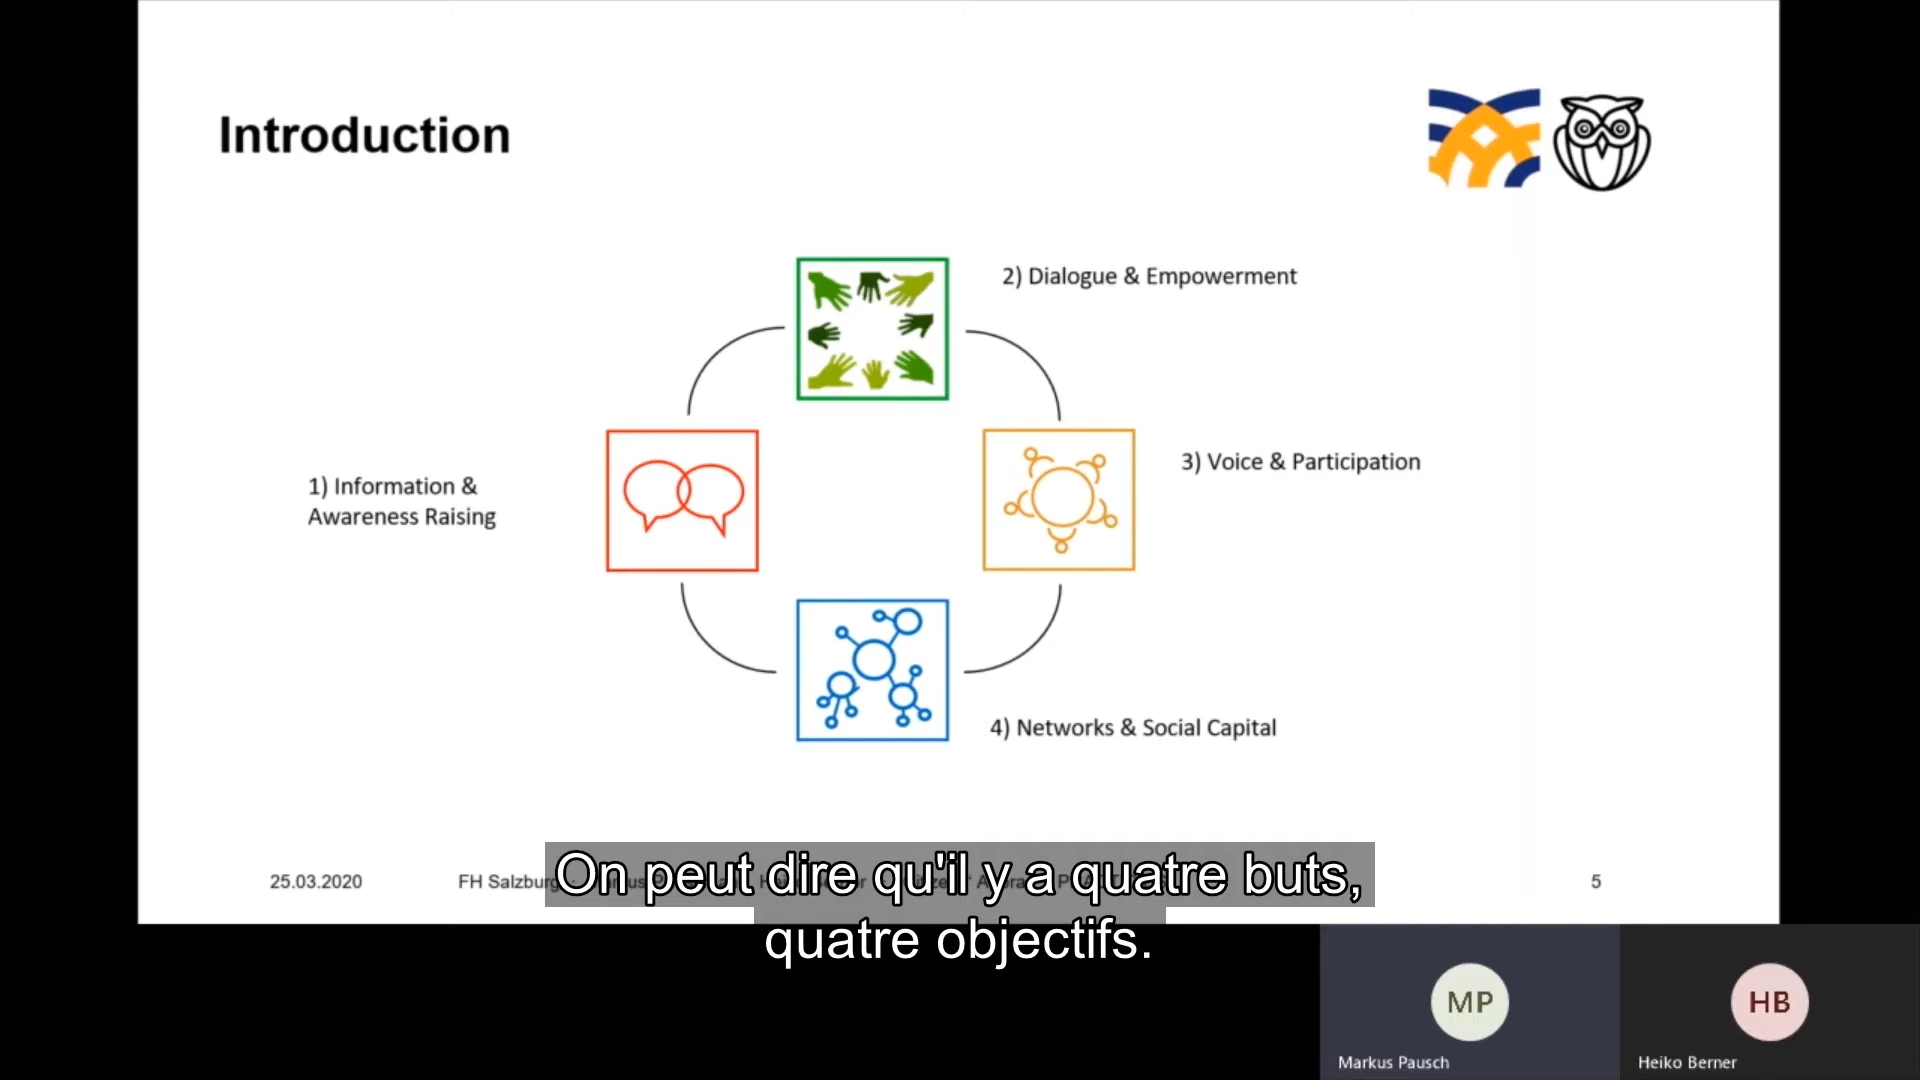 Introduction
2) Dialogue & Empowerment
3) Voice & Participation
1) Information &
Awareness Raising
4) Networks & Social Capital
25.03.2020
FH Salzburg
5
On peut dire qu'il y a quatre buts,
quatre objectifs.
MP
HB
Markus Pausch
Heiko Berner